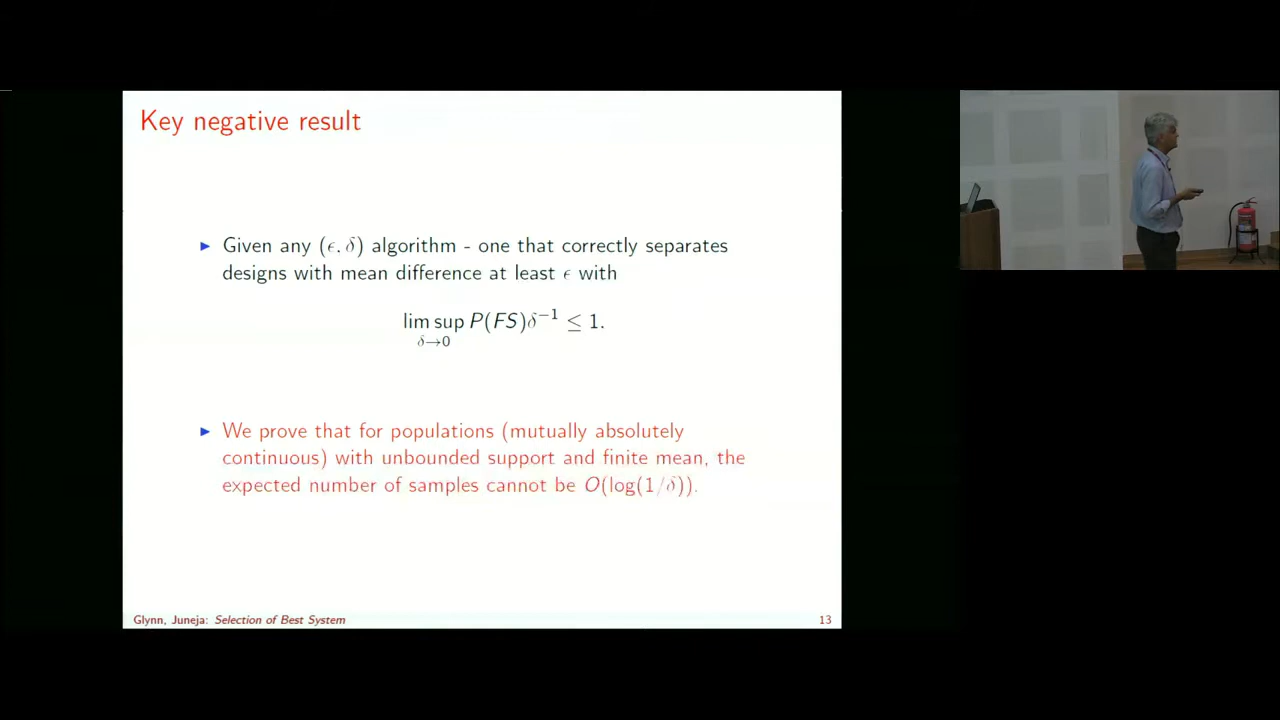 Key negative result
▶ Given any (ϵ, δ) algorithm - one that correctly separates
designs with mean difference at least ϵ with
lim sup P(FS)δ⁻¹ ≤ 1.
δ→0
▶ We prove that for populations (mutually absolutely
continuous) with unbounded support and finite mean, the
expected number of samples cannot be O(log(1/δ)).
Glynn, Juneja: Selection of Best System 13